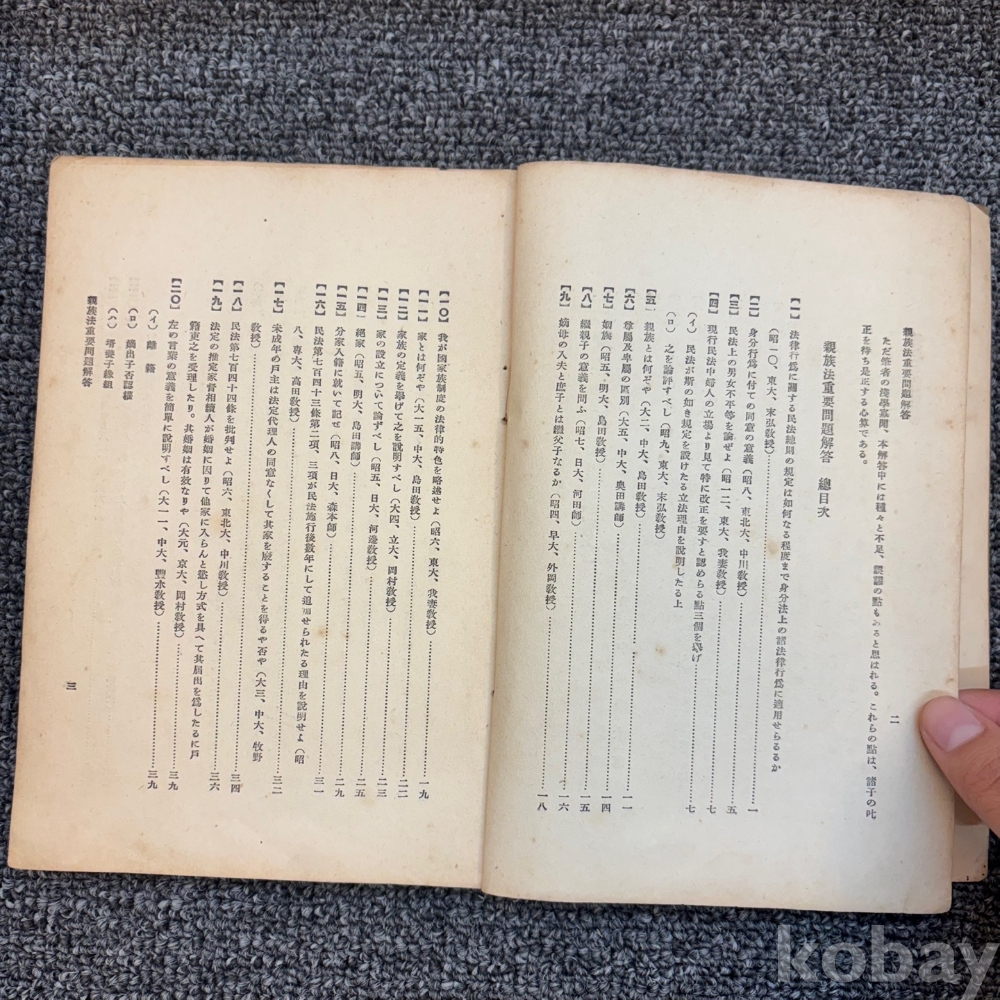 親族法重要問題解答
二
ただ筆者の淺學寡聞、本解答中には種々と不足、誤謬の點もあると思はれる。これらの點は、諸子の叱
正を待ち是正する心算である。
親族法重要問題解答 總目次
【一】 法律行爲に關する民法總則の規定は如何なる程度まで身分法上の諸法律行爲に適用せらるるか
(昭一〇、東大、末弘敎授)……一
【二】 身分行爲に付ての同意の意義(昭八、東北大、中川敎授)……五
【三】 民法上の男女不平等を論ぜよ(昭一二、東大、我妻敎授)……七
【四】 現行民法中婦人の立場より見て特に改正を要すと認めらる點三個を擧げ
(イ) 民法が斯の如き規定を設けたる立法理由を說明したる上
(ロ) 之を論評すべし(昭九、東大、末弘敎授)……七
【五】 親族とは何ぞや(大一二、中大、島田敎授)……一一
【六】 尊屬及卑屬の區別(大五、中大、奧田講師)……一四
【七】 姻族(昭五、明大、島田敎授)……一五
【八】 繼親子の意義を問ふ(昭七、日大、河田師)……一六
【九】 嫡母の入夫と庶子とは繼父子なるか(昭四、早大、外岡敎授)……一八
【一〇】 我が國家族制度の法律的特色を略述せよ(昭六、東大、我妻敎授)……一九
【一一】 家とは何ぞや(大一五、中大、島田敎授)……二二
【一二】 家族の定義を擧げて之を說明すべし(大四、立大、岡村敎授)……二三
【一三】 家の設立について論ずべし(昭五、日大、河邊敎授)……二五
【一四】 絕家(昭五、明大、島田講師)……二九
【一五】 分家入籍に就いて記せ(昭八、日大、森本師)……三一
【一六】 民法第七百四十三條第二項、三項が民法施行後數年にして追加せられたる理由を說明せよ(昭
八、專大、高田敎授)……三二
【一七】 未成年の戶主は法定代理人の同意なくして其家を廢することを得るや否や(大三、中大、牧野
敎授)……三四
【一八】 民法第七百四十四條を批判せよ(昭六、東北大、中川敎授)……三六
【一九】 法定の推定家督相續人が婚姻に因りて他家に入らんと慾し方式を具へて其屆出を爲したるに戶
籍吏之を受理したり。其婚姻は有效なりや(大元、京大、岡村敎授)……三九
【二〇】 左の言葉の意義を簡單に說明すべし(大一一、中大、豐水敎授)……三九
(イ) 離籍
(ロ) 嫡出子否認權
(ハ) 壻養子緣組
親族法重要問題解答
三
kobay